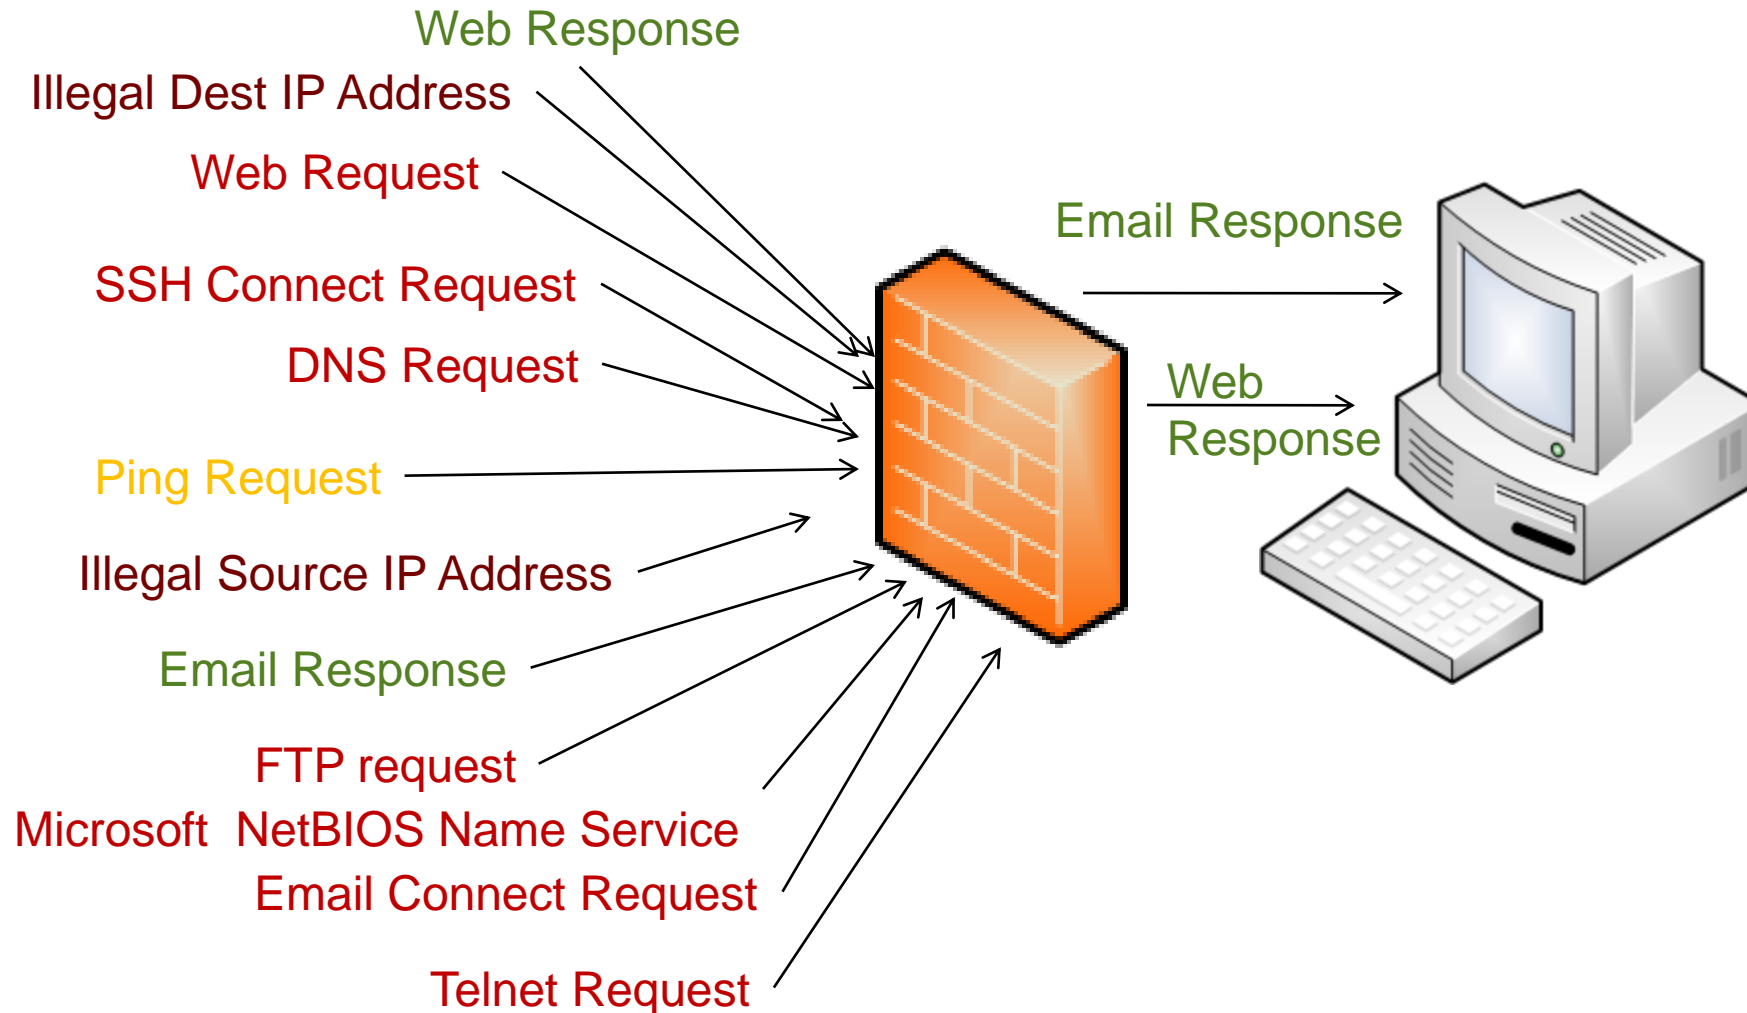 Web Response
Illegal Dest IP Address
Web Request
SSH Connect Request
DNS Request
Ping Request
Illegal Source IP Address
Email Response
FTP request
Microsoft  NetBIOS Name Service
Email Connect Request
Telnet Request
Email Response
Web
Response